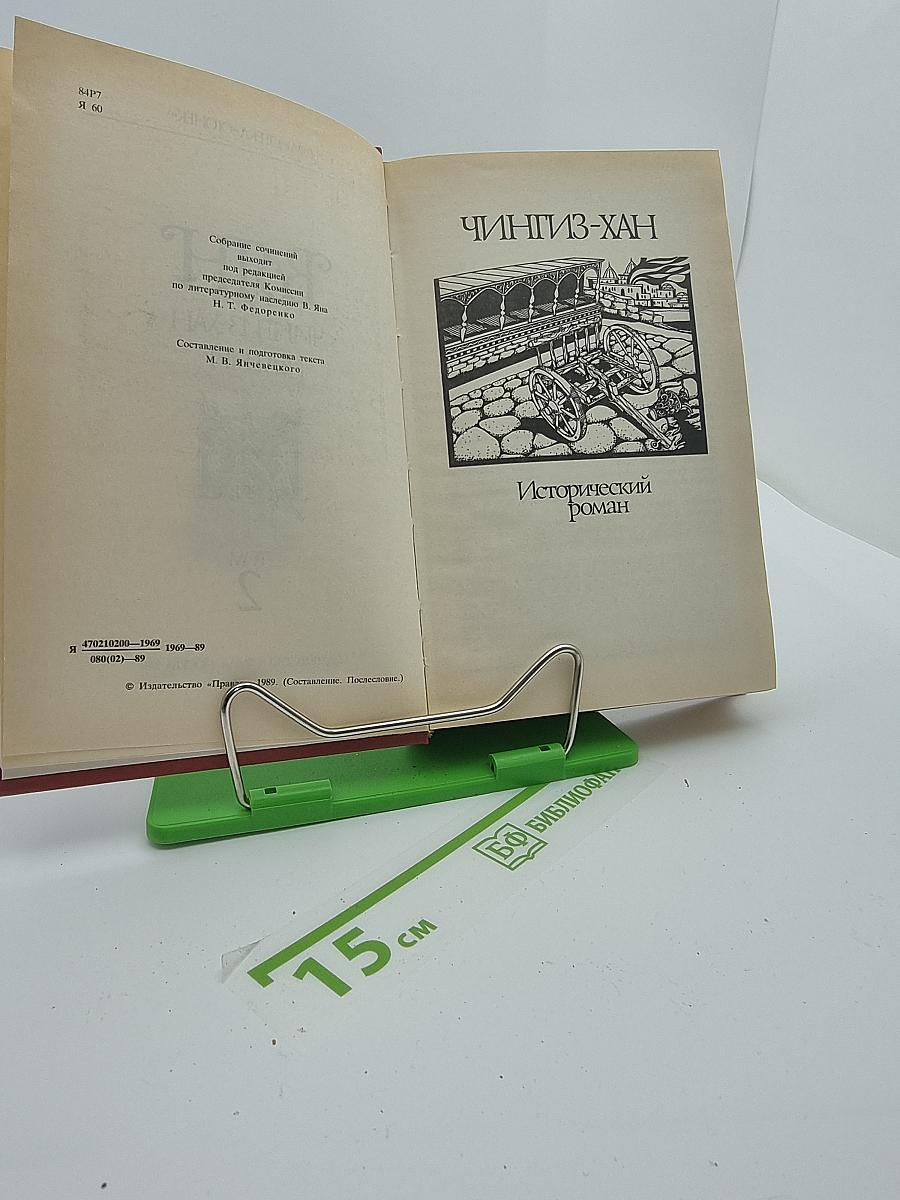 84Р7
Я 60
Собрание сочинений
выходит
под редакцией
председателя Комиссии
по литературному наследию В. Яна
Н. Т. Федоренко
Составление и подготовка текста
М. В. Янчевецкого
Я 470210200—1969 1969—89
080(02)—89
© Издательство «Правда», 1989. (Составление. Послесловие.)
ЧИНГИЗ-ХАН
Исторический
роман
БФ БИБЛИОФАН
15 см